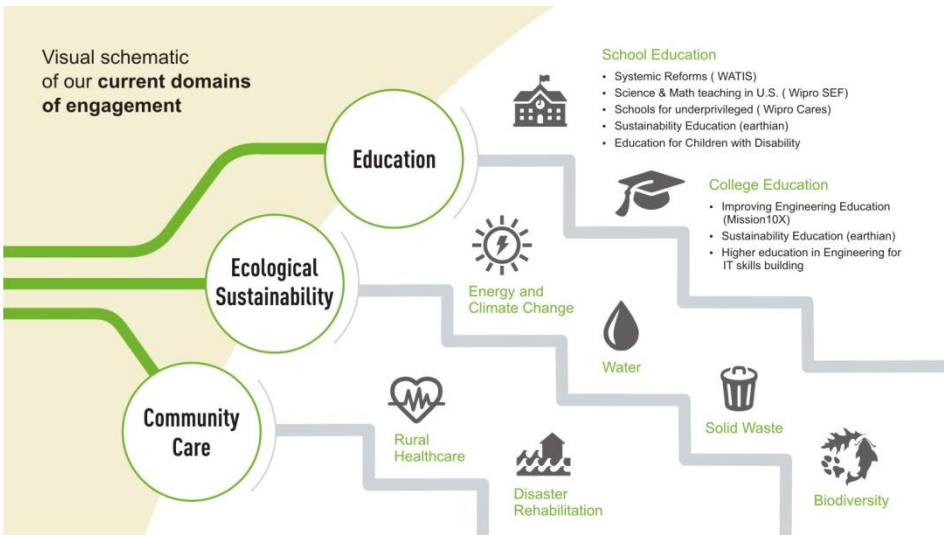 Visual schematic
of our current domains
of engagement
School Education
• Systemic Reforms ( WATIS)
• Science & Math teaching in U.S. ( Wipro SEF)
• Schools for underprivileged ( Wipro Cares)
• Sustainability Education (earthian)
• Education for Children with Disability
Education
College Education
• Improving Engineering Education
(Mission10X)
• Sustainability Education (earthian)
• Higher education in Engineering for
IT skills building
Ecological
Sustainability
Energy and
Climate Change
Water
Solid Waste
Biodiversity
Community
Care
Rural
Healthcare
Disaster
Rehabilitation